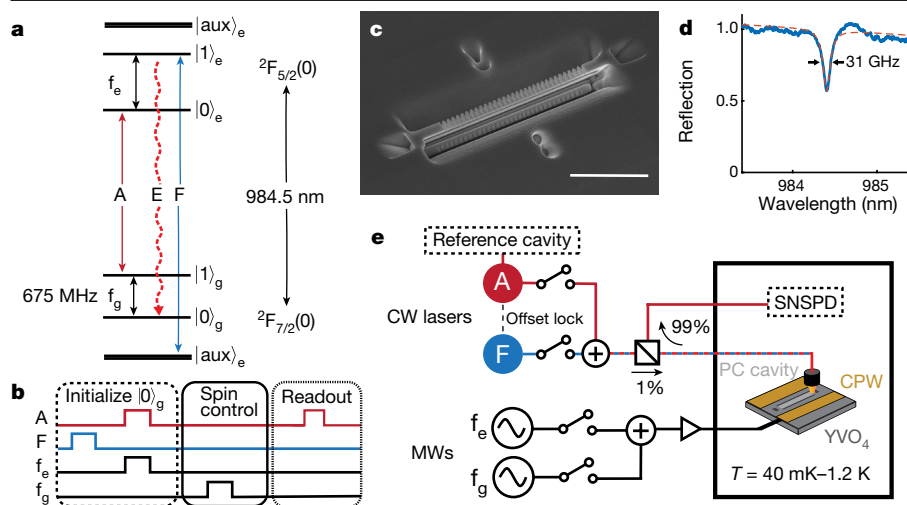 a
|aux⟩e
|1⟩e
²F5/2(0)
fe
|0⟩e
A
E
F
984.5 nm
|1⟩g
675 MHz
fg
|0⟩g
²F7/2(0)
|aux⟩e
b
Initialize |0⟩g
Spin
control
Readout
A
F
fe
fg
c
d
1.0
0.5
0
Reflection
31 GHz
984
985
Wavelength (nm)
e
Reference cavity
A
SNSPD
CW lasers
Offset lock
99%
F
1%
PC cavity
CPW
YVO4
fe
MWs
fg
T = 40 mK–1.2 K